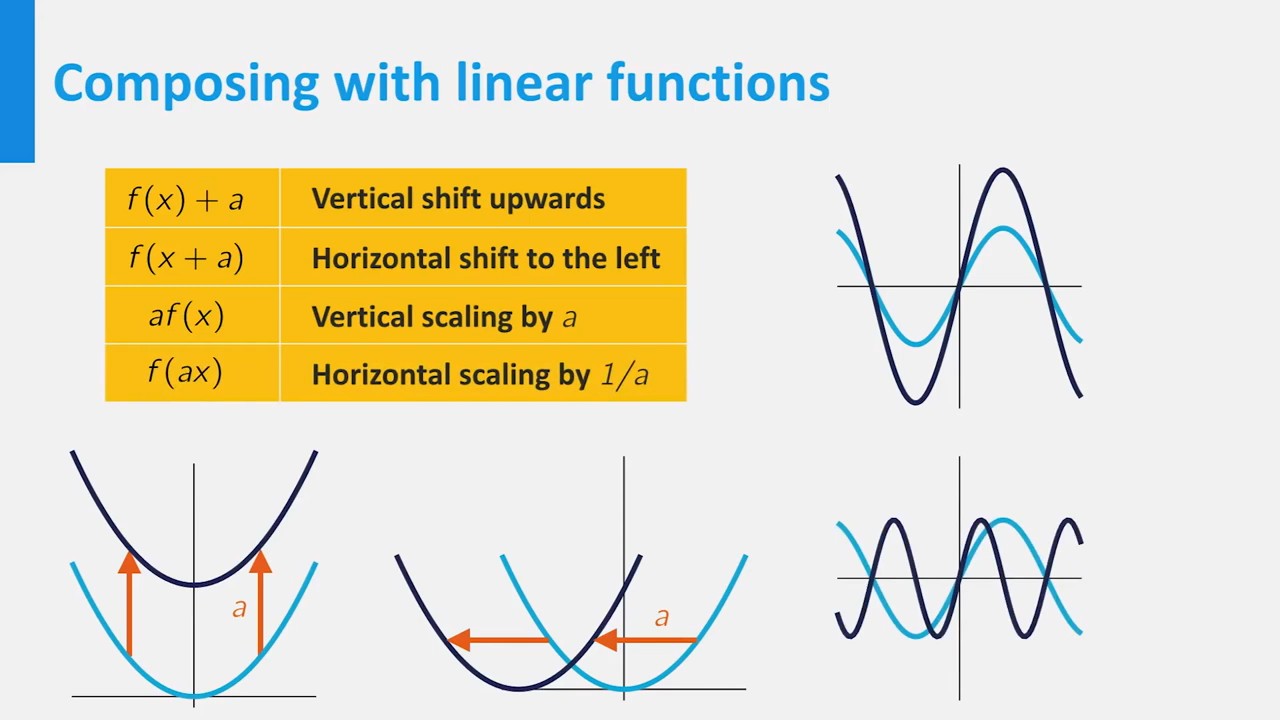 Composing with linear functions
f(x) + a Vertical shift upwards
f(x + a) Horizontal shift to the left
af(x) Vertical scaling by a
f(ax) Horizontal scaling by 1/a
a
a